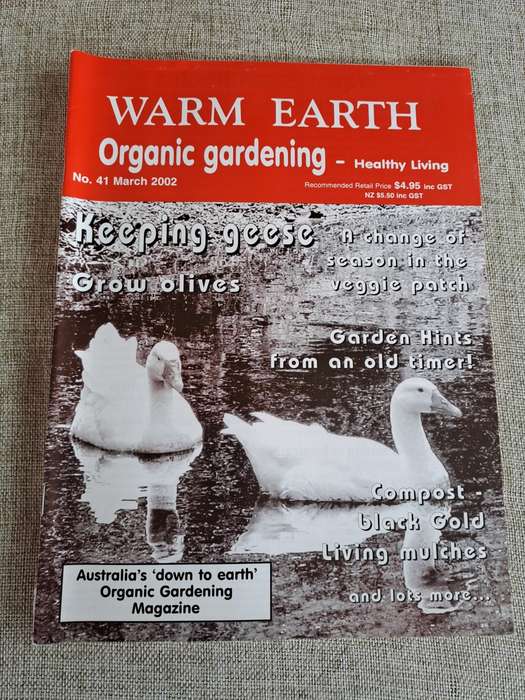 WARM EARTH
Organic gardening - Healthy Living
No. 41 March 2002
Recommended Retail Price $4.95 inc GST
NZ $5.50 Inc GST
Keeping geese
Grow olives
A change of
season in the
veggie patch
Garden Hints
from an old timer!
Compost -
black Gold
Living mulches
and lots more...
Australia's 'down to earth'
Organic Gardening
Magazine